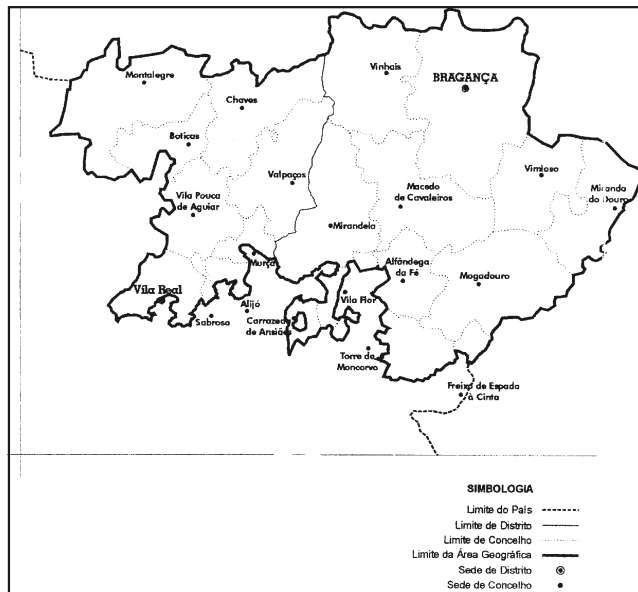 Montalegre
Vinhais
BRAGANÇA
Chaves
Boticas
Vimioso
Valpaços
Miranda
do Douro
Macedo
de Cavaleiros
Vila Pouca
de Aguiar
Mirandela
Murça
Alfândega
da Fé
Mogadouro
Vila Real
Vila Flor
Alijó
Sabrosa
Carrazeda
de Ansiães
Torre de
Moncorvo
Freixo de Espada
à Cinta
SIMBOLOGIA
Limite do País
Limite de Distrito
Limite de Concelho
Limite da Área Geográfica
Sede de Distrito
Sede de Concelho